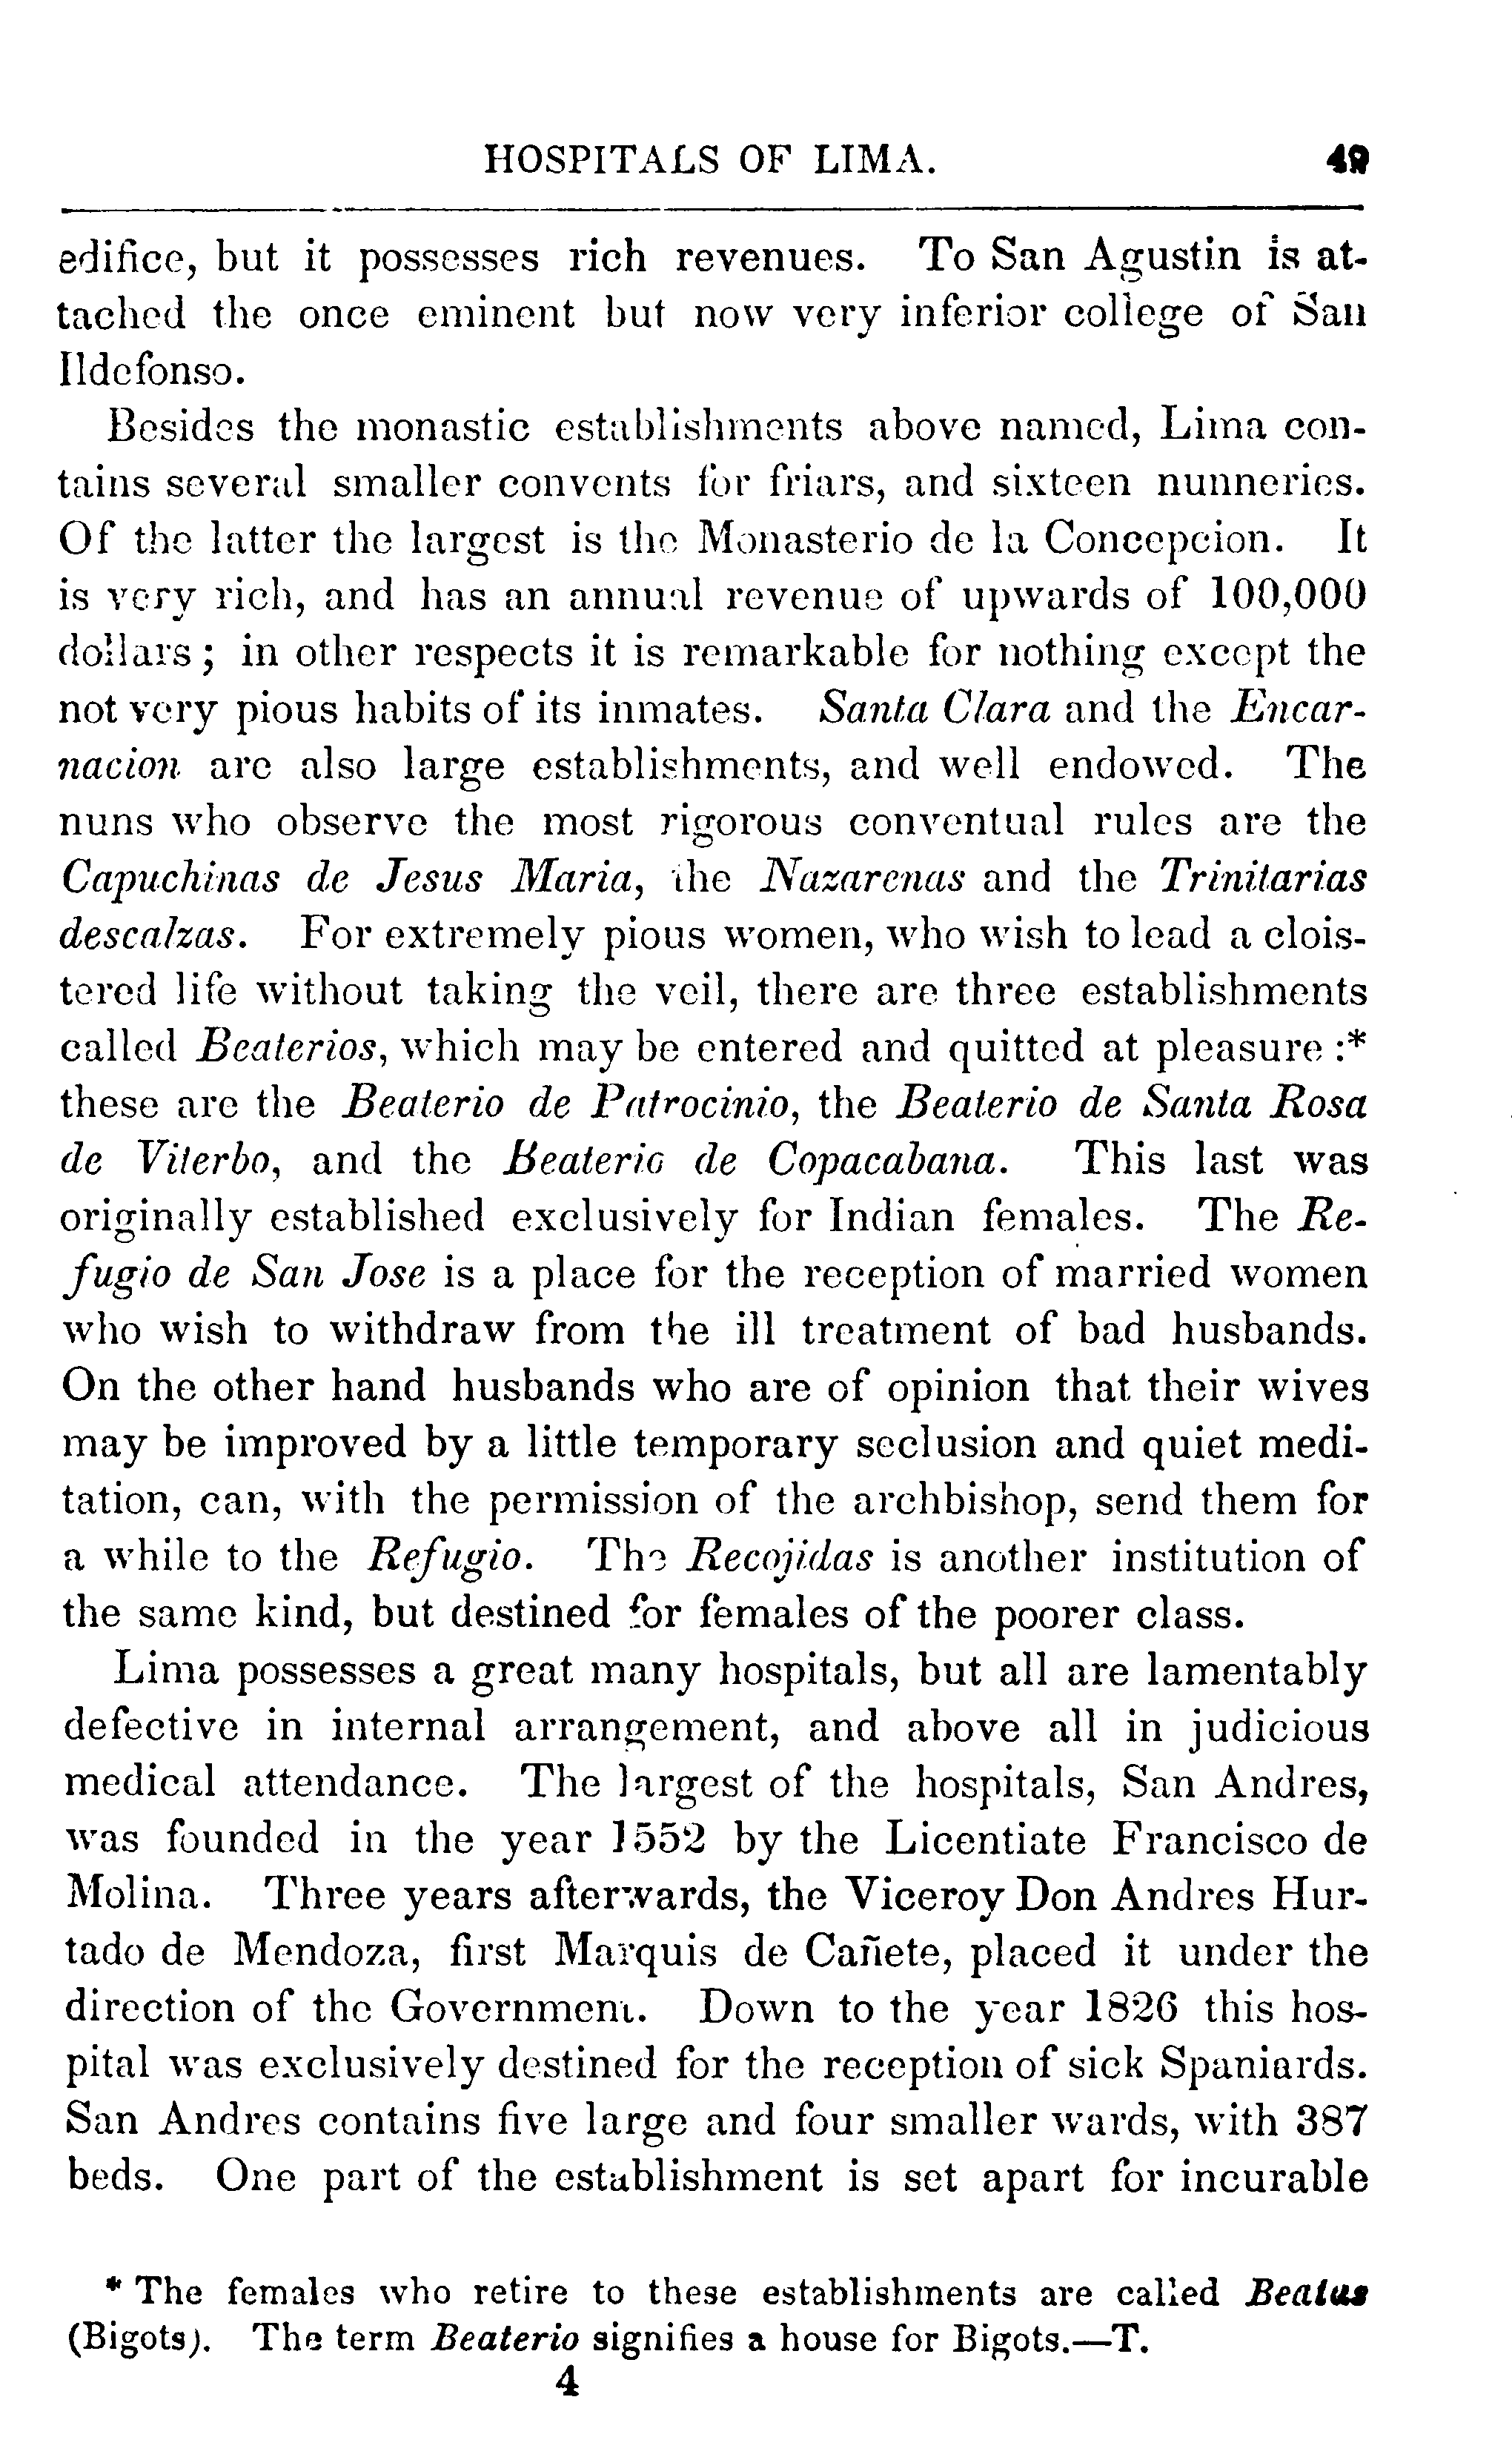 HOSPITALS OF LIMA. 49
edifice, but it possesses rich revenues. To San Agustin is at-
tached the once eminent but now very inferior college of San
Ildefonso.
Besides the monastic establishments above named, Lima con-
tains several smaller convents for friars, and sixteen nunneries.
Of the latter the largest is the Monasterio de la Concepcion. It
is very rich, and has an annual revenue of upwards of 100,000
dollars; in other respects it is remarkable for nothing except the
not very pious habits of its inmates. Santa Clara and the Encar-
nacion are also large establishments, and well endowed. The
nuns who observe the most rigorous conventual rules are the
Capuchinas de Jesus Maria, the Nazarenas and the Trinitarias
descalzas. For extremely pious women, who wish to lead a clois-
tered life without taking the veil, there are three establishments
called Beaterios, which may be entered and quitted at pleasure :*
these are the Beaterio de Patrocinio, the Beaterio de Santa Rosa
de Viterbo, and the Beaterio de Copacabana. This last was
originally established exclusively for Indian females. The Re-
fugio de San Jose is a place for the reception of married women
who wish to withdraw from the ill treatment of bad husbands.
On the other hand husbands who are of opinion that their wives
may be improved by a little temporary seclusion and quiet medi-
tation, can, with the permission of the archbishop, send them for
a while to the Refugio. The Recojidas is another institution of
the same kind, but destined for females of the poorer class.
Lima possesses a great many hospitals, but all are lamentably
defective in internal arrangement, and above all in judicious
medical attendance. The largest of the hospitals, San Andres,
was founded in the year 1552 by the Licentiate Francisco de
Molina. Three years afterwards, the Viceroy Don Andres Hur-
tado de Mendoza, first Marquis de Cañete, placed it under the
direction of the Government. Down to the year 1826 this hos-
pital was exclusively destined for the reception of sick Spaniards.
San Andres contains five large and four smaller wards, with 387
beds. One part of the establishment is set apart for incurable
* The females who retire to these establishments are called Beatas
(Bigots). The term Beaterio signifies a house for Bigots.—T.
4